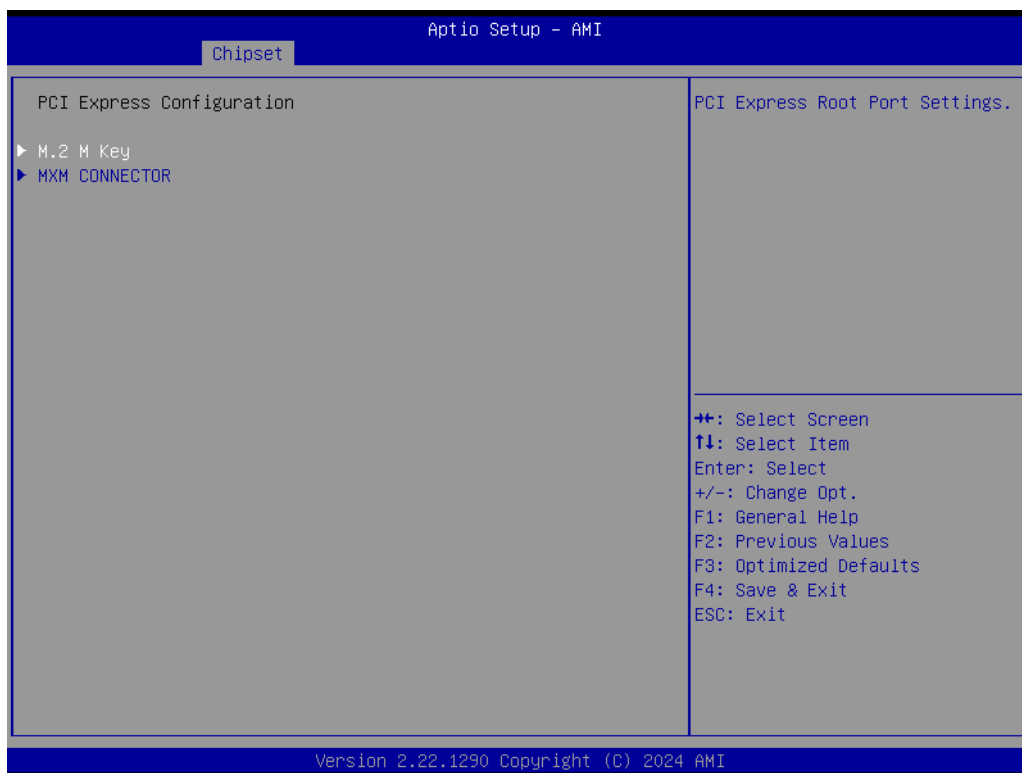 Aptio Setup – AMI
Chipset
PCI Express Configuration
▶ M.2 M Key
▶ MXM CONNECTOR
PCI Express Root Port Settings.
→←: Select Screen
↑↓: Select Item
Enter: Select
+/-: Change Opt.
F1: General Help
F2: Previous Values
F3: Optimized Defaults
F4: Save & Exit
ESC: Exit
Version 2.22.1290 Copyright (C) 2024 AMI